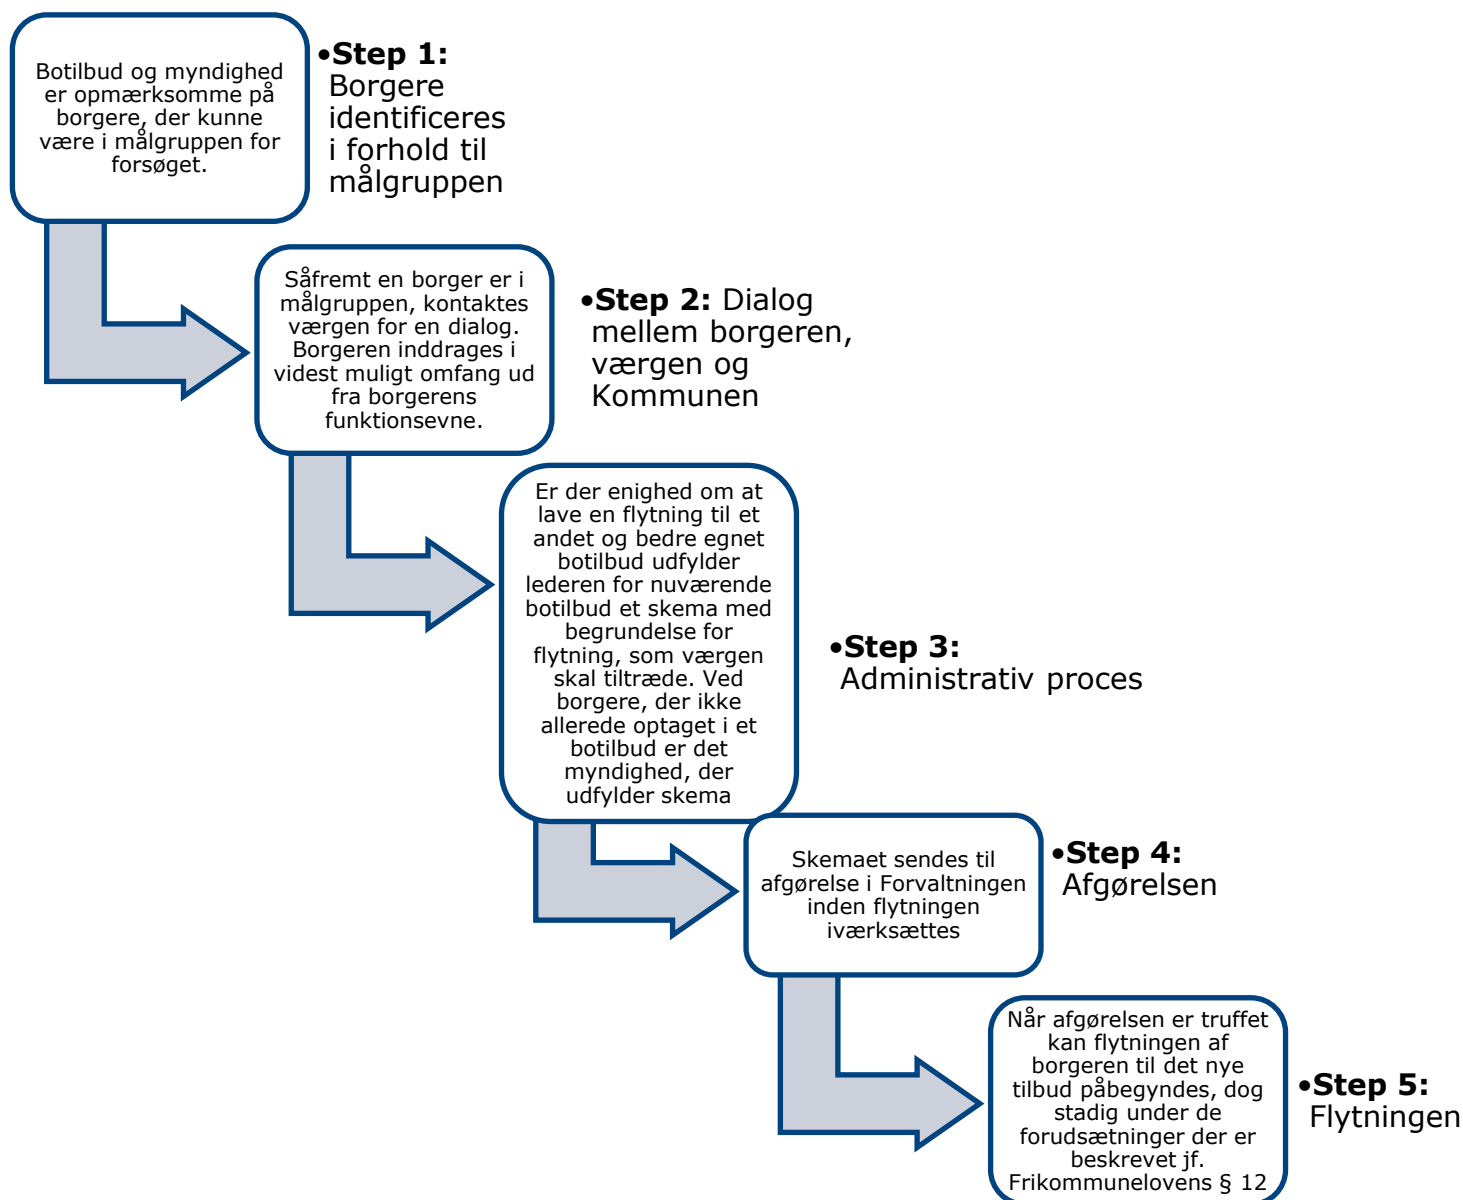 Botilbud og myndighed
er opmærksomme på
borgere, der kunne
være i målgruppen for
forsøget.
•Step 1:
Borgere
identificeres
i forhold til
målgruppen
Såfremt en borger er i
målgruppen, kontaktes
værgen for en dialog.
Borgeren inddrages i
videst muligt omfang ud
fra borgerens
funktionsevne.
•Step 2: Dialog
mellem borgeren,
værgen og
Kommunen
Er der enighed om at
lave en flytning til et
andet og bedre egnet
botilbud udfylder
lederen for nuværende
botilbud et skema med
begrundelse for
flytning, som værgen
skal tiltræde. Ved
borgere, der ikke
allerede optaget i et
botilbud er det
myndighed, der
udfylder skema
•Step 3:
Administrativ proces
Skemaet sendes til
afgørelse i Forvaltningen
inden flytningen
iværksættes
•Step 4:
Afgørelsen
Når afgørelsen er truffet
kan flytningen af
borgeren til det nye
tilbud påbegyndes, dog
stadig under de
forudsætninger der er
beskrevet jf.
Frikommunelovens § 12
•Step 5:
Flytningen